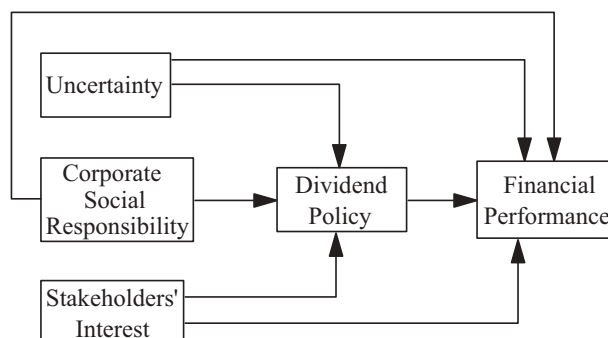 Uncertainty
Corporate
Social
Responsibility
Dividend
Policy
Financial
Performance
Stakeholders'
Interest